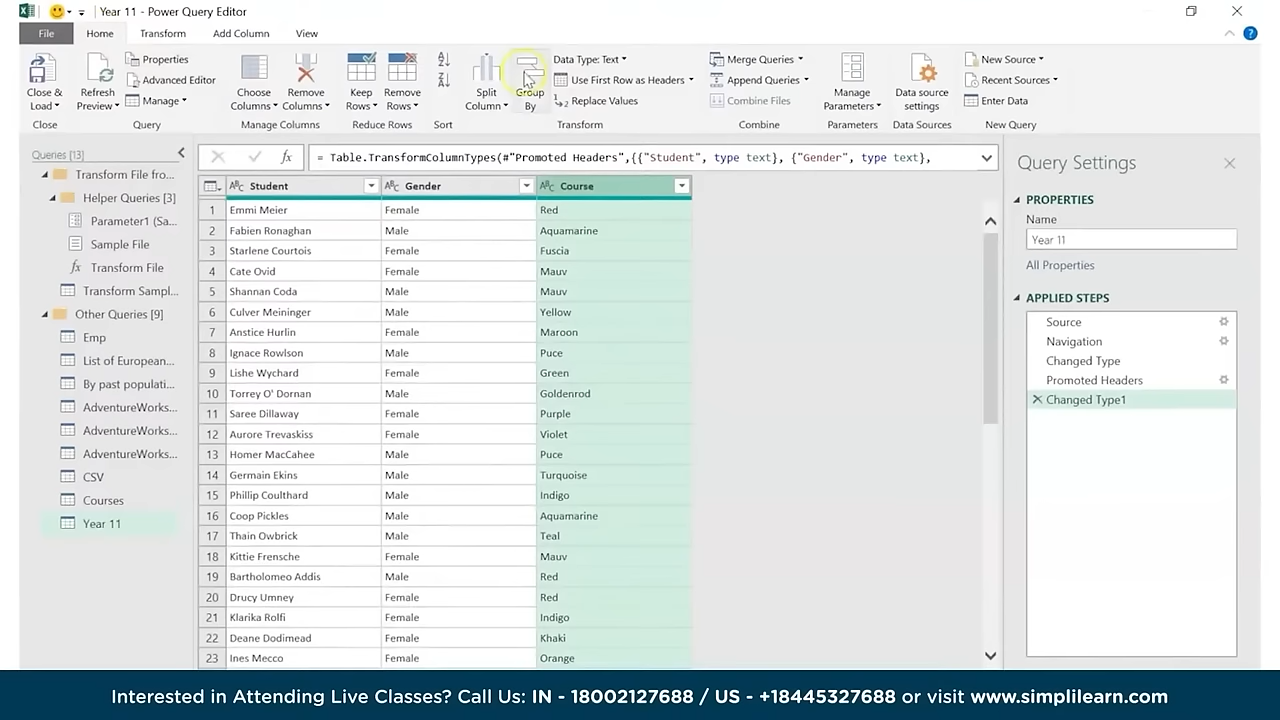 Year 11 - Power Query Editor
File Home Transform Add Column View
Close & Load
Refresh Preview
Properties
Advanced Editor
Manage
Choose Columns
Remove Columns
Keep Rows
Remove Rows
Split Column
Group By
Data Type: Text
Use First Row as Headers
Replace Values
Merge Queries
Append Queries
Combine Files
Manage Parameters
Data source settings
New Source
Recent Sources
Enter Data
Close Query Manage Columns Reduce Rows Sort Transform Combine Parameters Data Sources New Query
Queries [13]
Transform File fro...
Helper Queries [3]
Parameter1 (Sa...
Sample File
fx Transform File
Transform Sampl...
Other Queries [9]
Emp
List of European...
By past populati...
AdventureWorks...
AdventureWorks...
AdventureWorks...
CSV
Courses
Year 11
fx = Table.TransformColumnTypes(#"Promoted Headers",{{"Student", type text}, {"Gender", type text},
Student Gender Course
1 Emmi Meier Female Red
2 Fabien Ronaghan Male Aquamarine
3 Starlene Courtois Female Fuscia
4 Cate Ovid Female Mauv
5 Shannan Coda Male Mauv
6 Culver Meininger Male Yellow
7 Anstice Hurlin Female Maroon
8 Ignace Rowlson Male Puce
9 Lishe Wychard Female Green
10 Torrey O' Dornan Male Goldenrod
11 Saree Dillaway Female Purple
12 Aurore Trevaskiss Female Violet
13 Homer MacCahee Male Puce
14 Germain Ekins Male Turquoise
15 Phillip Coulthard Male Indigo
16 Coop Pickles Male Aquamarine
17 Thain Owbrick Male Teal
18 Kittie Frensche Female Mauv
19 Bartholomeo Addis Male Red
20 Drucy Umney Female Red
21 Klarika Rolfi Female Indigo
22 Deane Dodimead Female Khaki
23 Ines Mecco Female Orange
Query Settings
PROPERTIES
Name
Year 11
All Properties
APPLIED STEPS
Source
Navigation
Changed Type
Promoted Headers
Changed Type1
Interested in Attending Live Classes? Call Us: IN - 18002127688 / US - +18445327688 or visit www.simplilearn.com